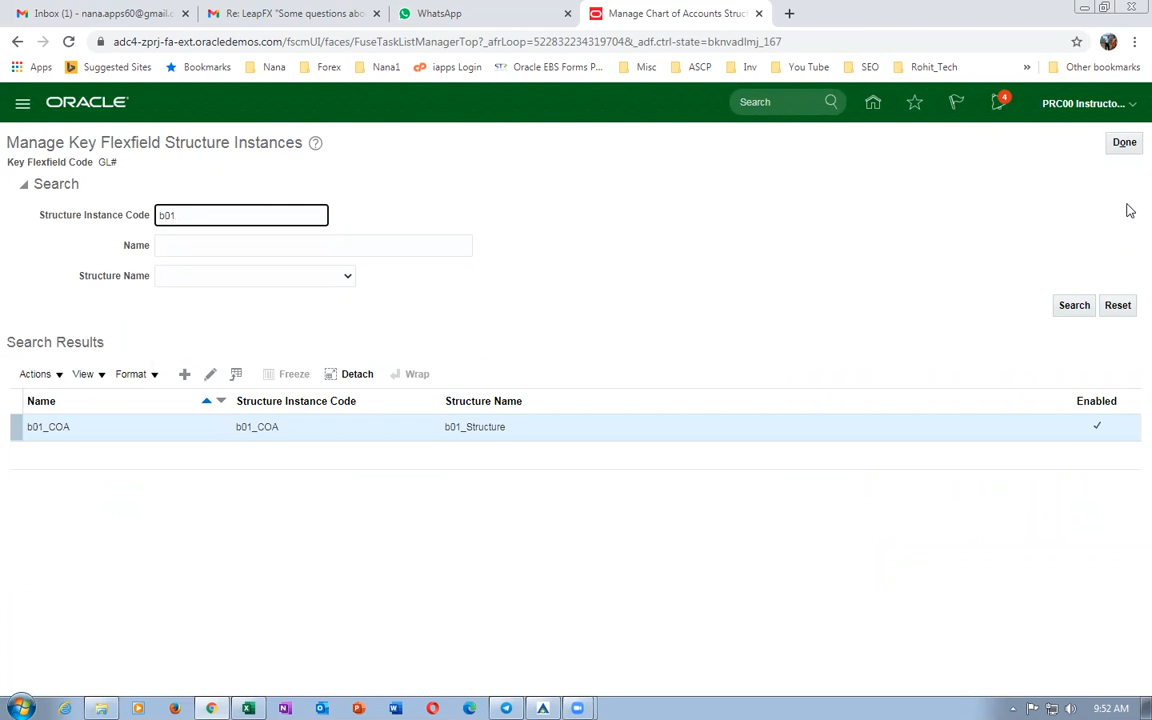 Inbox (1) - nana.apps60@gmail.c
Re: LeapFX "Some questions abo
WhatsApp
Manage Chart of Accounts Struc
adc4-zprj-fa-ext.oracledemos.com/fscmUI/faces/FuseTaskListManagerTop?_afrLoop=52283223431970​4&_adf.ctrl-state=bknvadlmj_167
Apps
Suggested Sites
Bookmarks
Nana
Forex
Nana1
iapps Login
Oracle EBS Forms P...
Misc
ASCP
Inv
You Tube
SEO
Rohit_Tech
»
Other bookmarks
ORACLE
Search
4
PRC00 Instructo...
Manage Key Flexfield Structure Instances
Done
Key Flexfield Code GL#
Search
Structure Instance Code b01
Name
Structure Name
Search Reset
Search Results
Actions View Format Freeze Detach Wrap
Name Structure Instance Code Structure Name Enabled
b01_COA b01_COA b01_Structure
9:52 AM